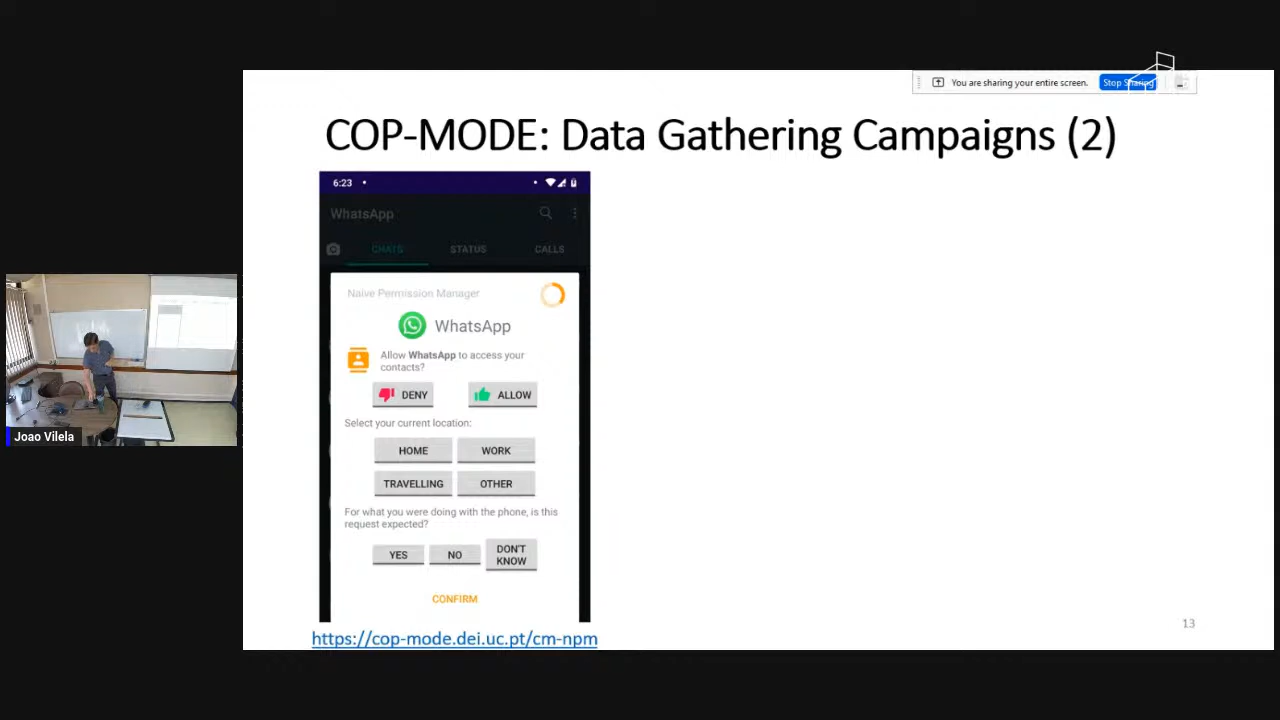 You are sharing your entire screen.
Stop Sharing
COP-MODE: Data Gathering Campaigns (2)
6:23
WhatsApp
CHATS
STATUS
CALLS
Naive Permission Manager
WhatsApp
Allow WhatsApp to access your
contacts?
DENY
ALLOW
Select your current location:
HOME
WORK
TRAVELLING
OTHER
For what you were doing with the phone, is this
request expected?
YES
NO
DON'T
KNOW
CONFIRM
https://cop-mode.dei.uc.pt/cm-npm
13
Joao Vilela